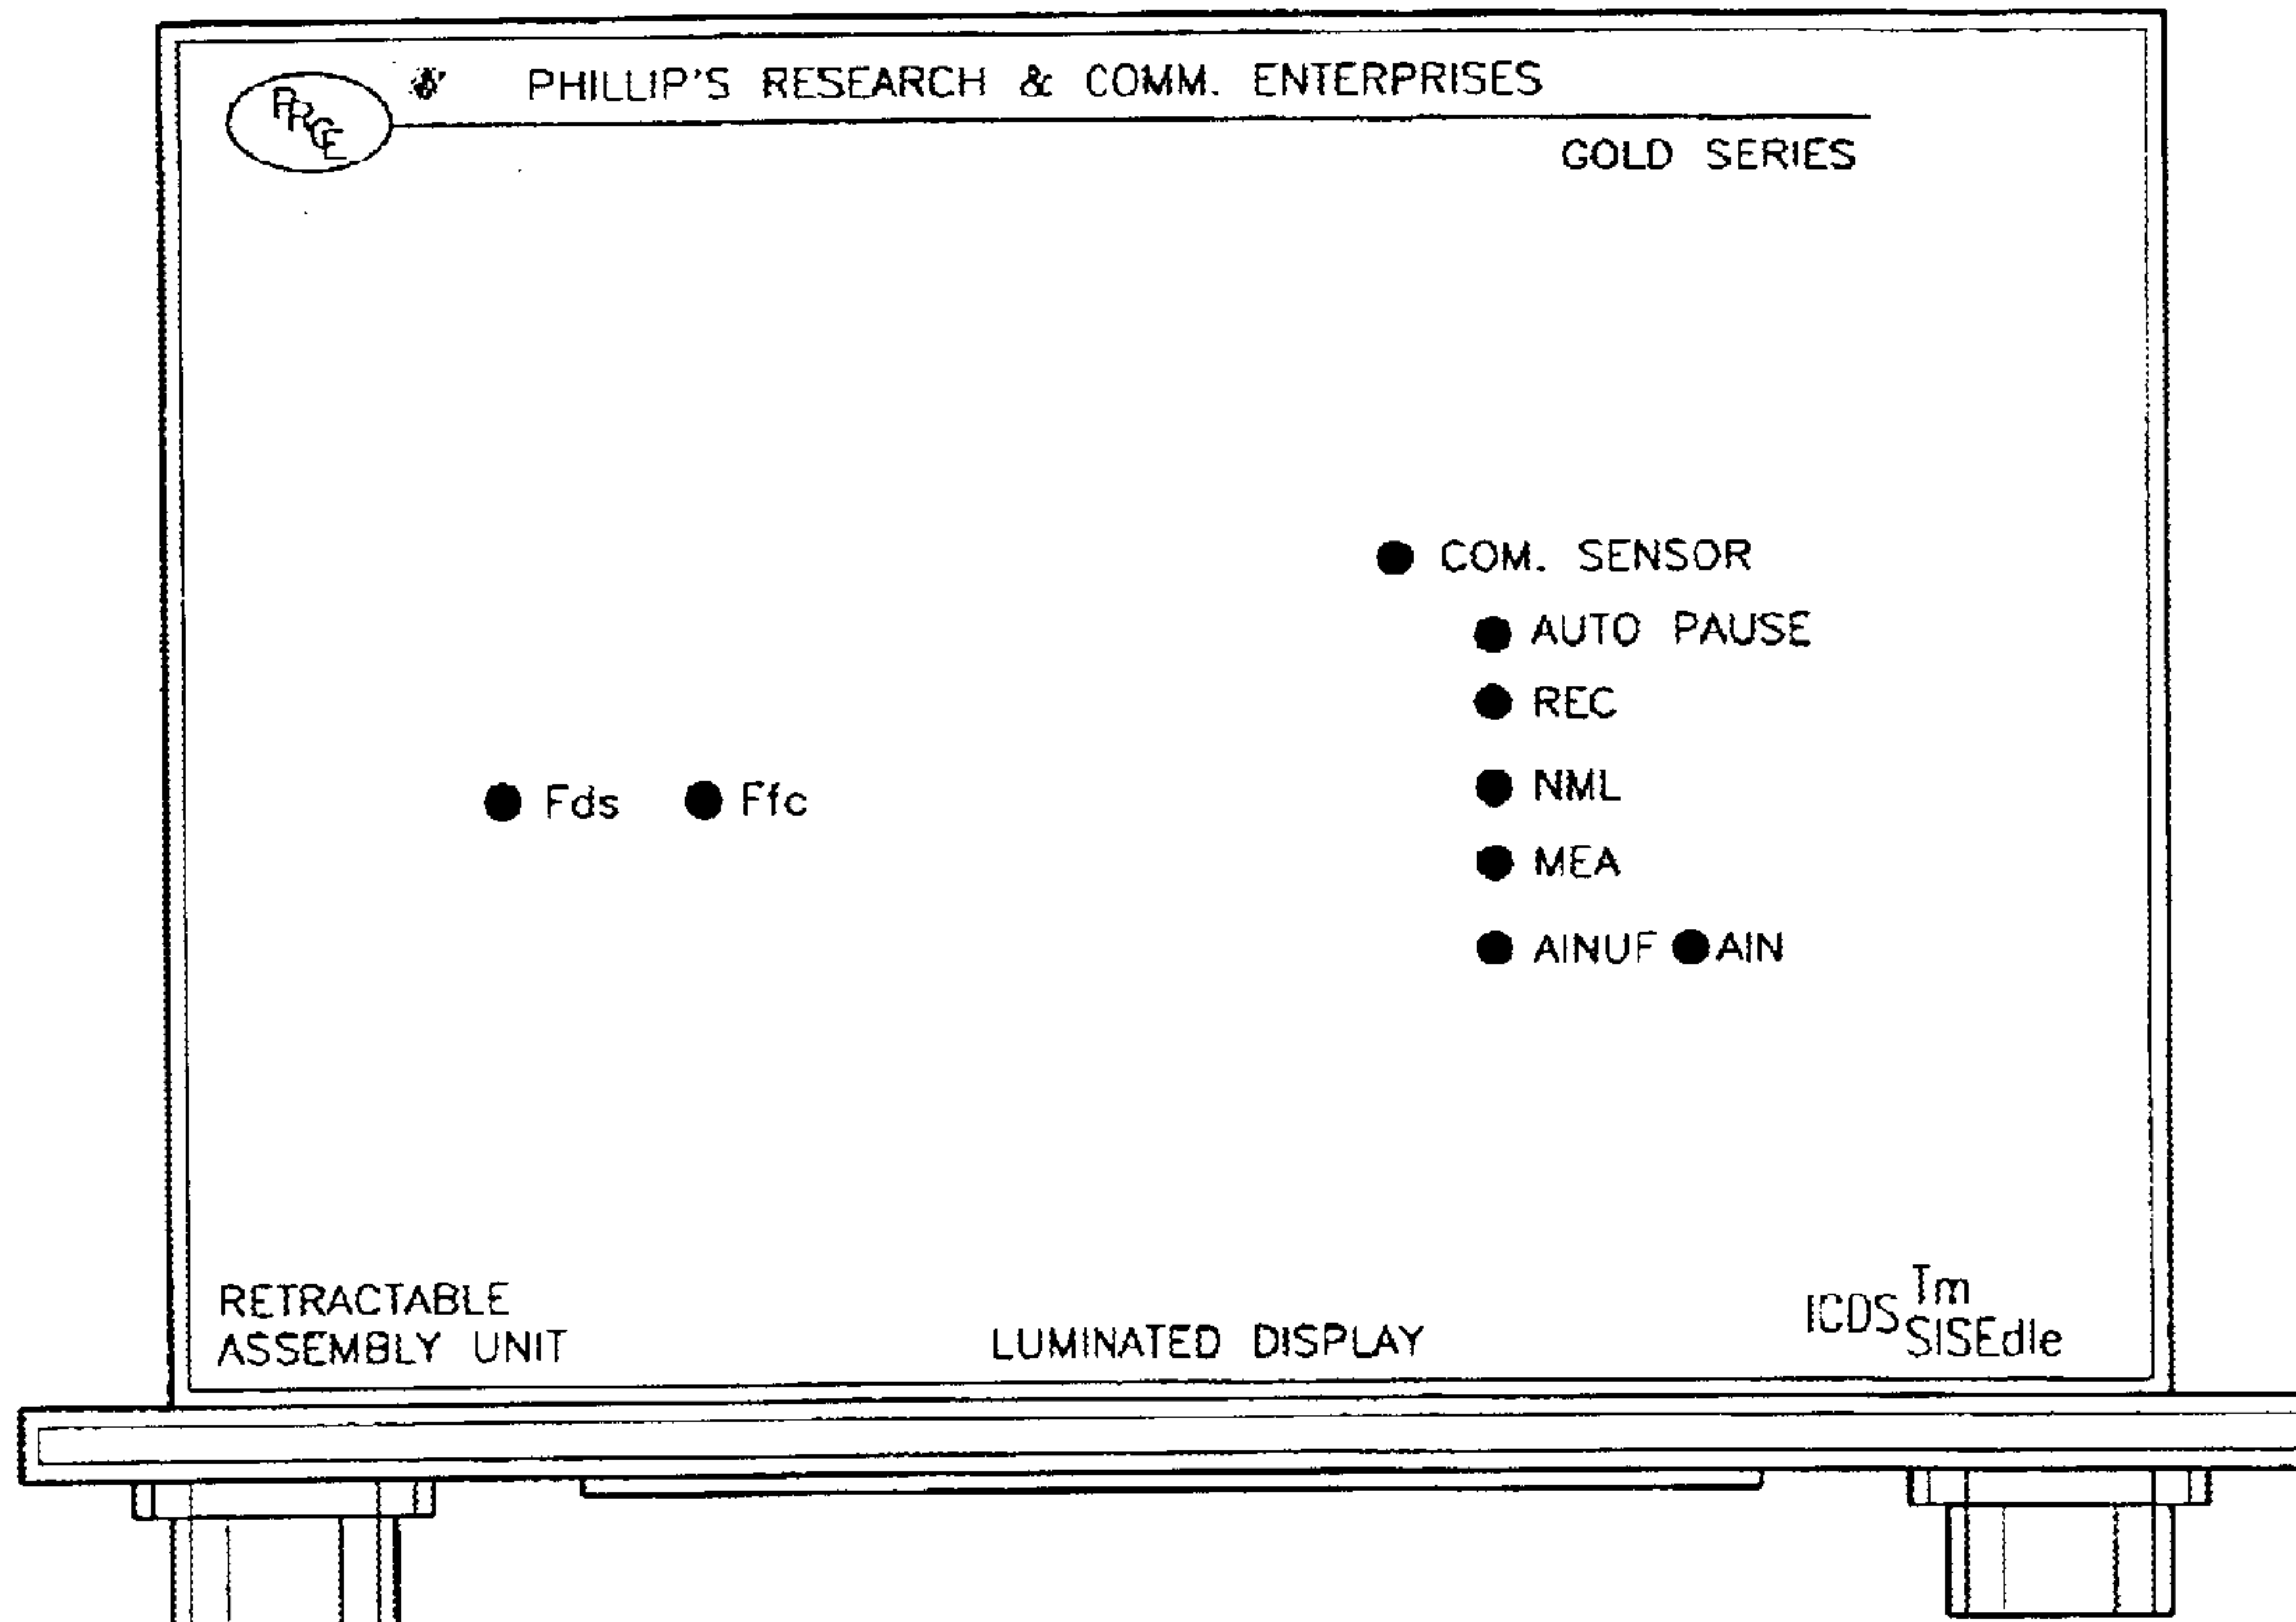 PRCE
PHILLIP'S RESEARCH & COMM. ENTERPRISES
GOLD SERIES
COM. SENSOR
AUTO PAUSE
REC
NML
MEA
AINUF AIN
Fds Ffc
RETRACTABLE
ASSEMBLY UNIT
LUMINATED DISPLAY
ICDS Tm
SISEdle